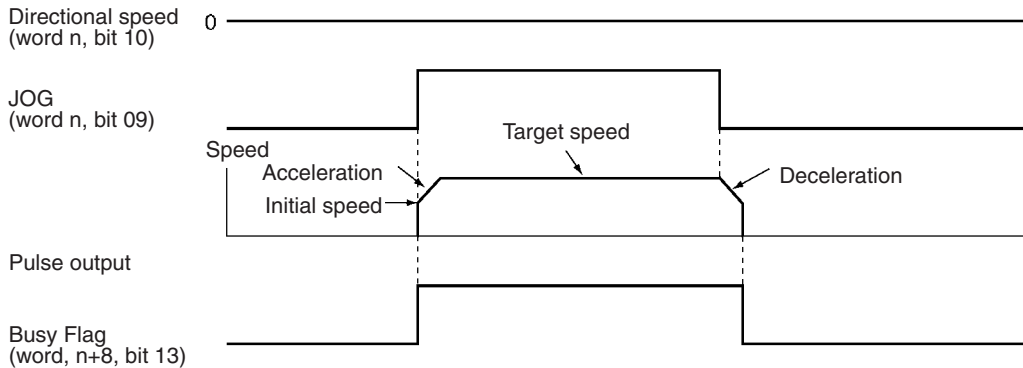 Directional speed
(word n, bit 10)
0
JOG
(word n, bit 09)
Speed
Target speed
Acceleration
Deceleration
Initial speed
Pulse output
Busy Flag
(word, n+8, bit 13)